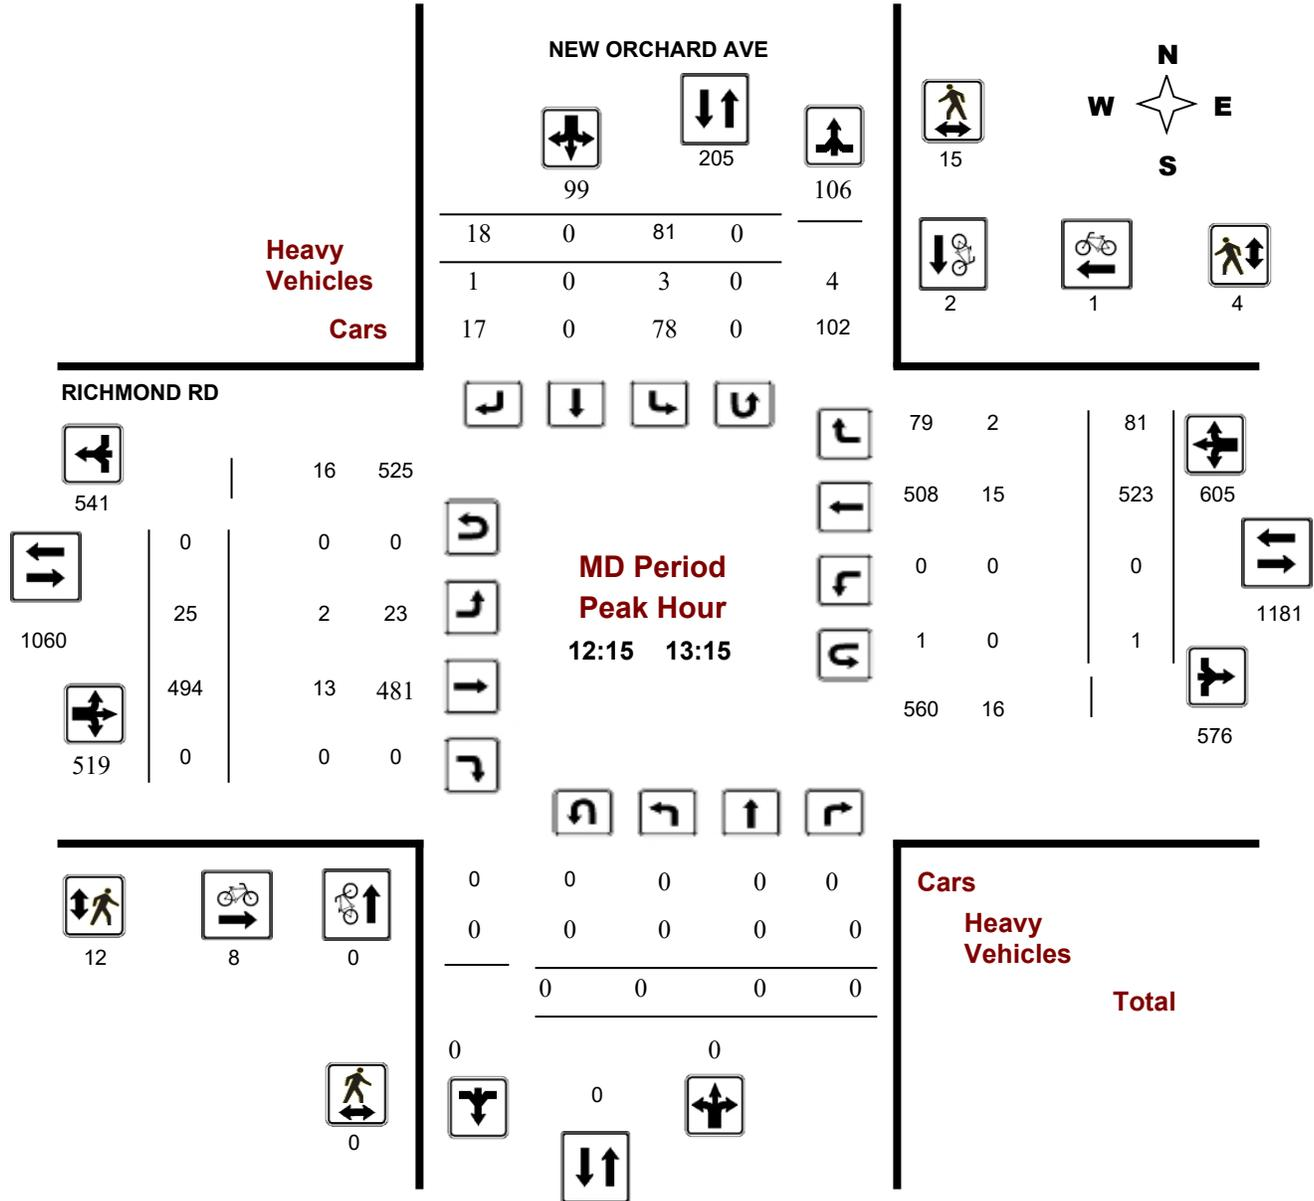 NEW ORCHARD AVE
N
W E
S
205
15
99
106
18 0 81 0
Heavy
Vehicles
1 0 3 0 4
2 1 4
Cars
17 0 78 0 102
RICHMOND RD
79 2 81
16 525
541
508 15 523 605
0 0 0
MD Period
0 0 0
Peak Hour
25 2 23
1181
1060
12:15 13:15
1 0 1
494 13 481
560 16
576
519
0 0 0
0 0 0 0 0
Cars
0 0 0 0 0
Heavy
Vehicles
12 8 0
0 0 0 0
Total
0 0
0
0